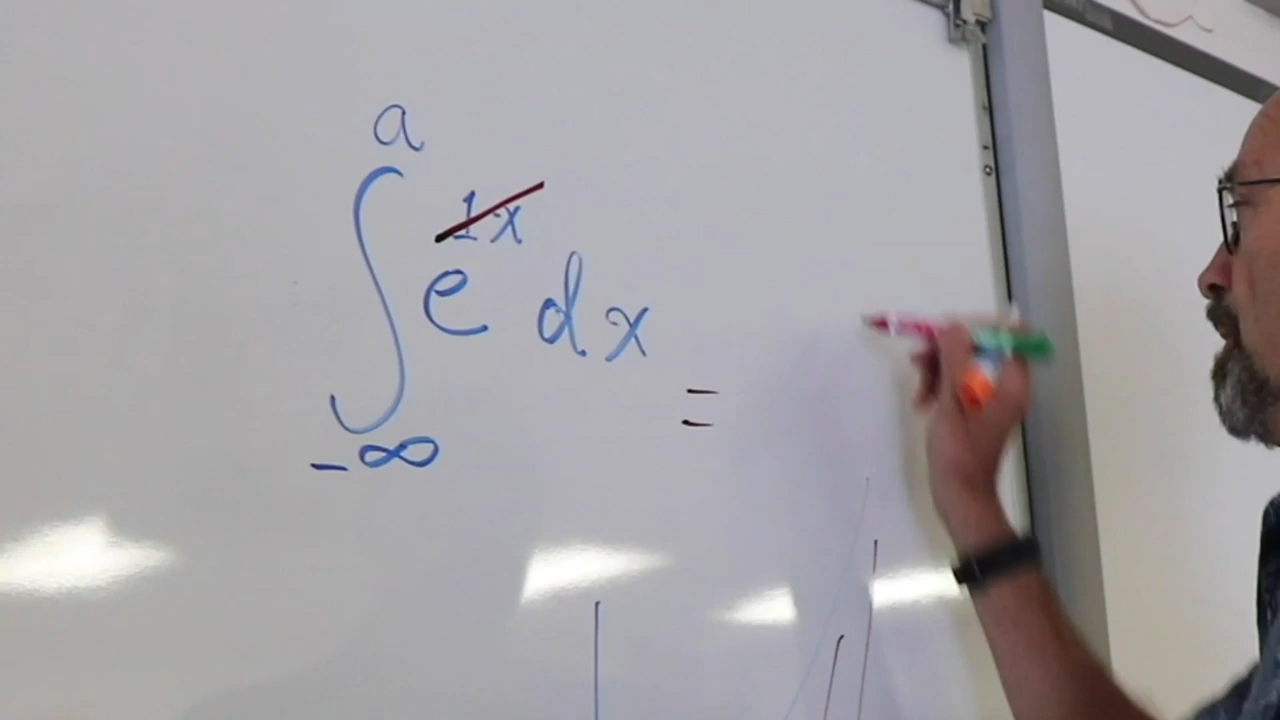 ∫_{-∞}^{a} e^{1x} dx =